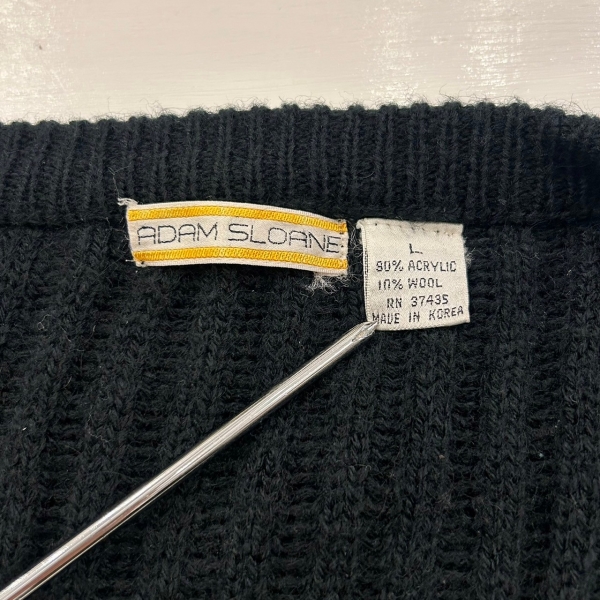 ADAM SLOANE
L
90% ACRYLIC
10% WOOL
RN 37435
MADE IN KOREA